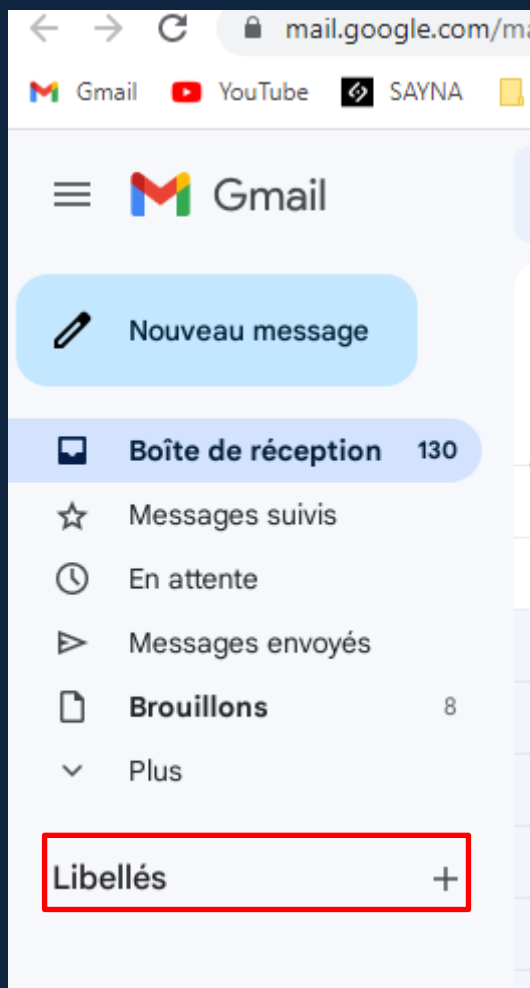 mail.google.com/ma
Gmail YouTube SAYNA
Gmail
Nouveau message
Boîte de réception 130
Messages suivis
En attente
Messages envoyés
Brouillons 8
Plus
Libellés +